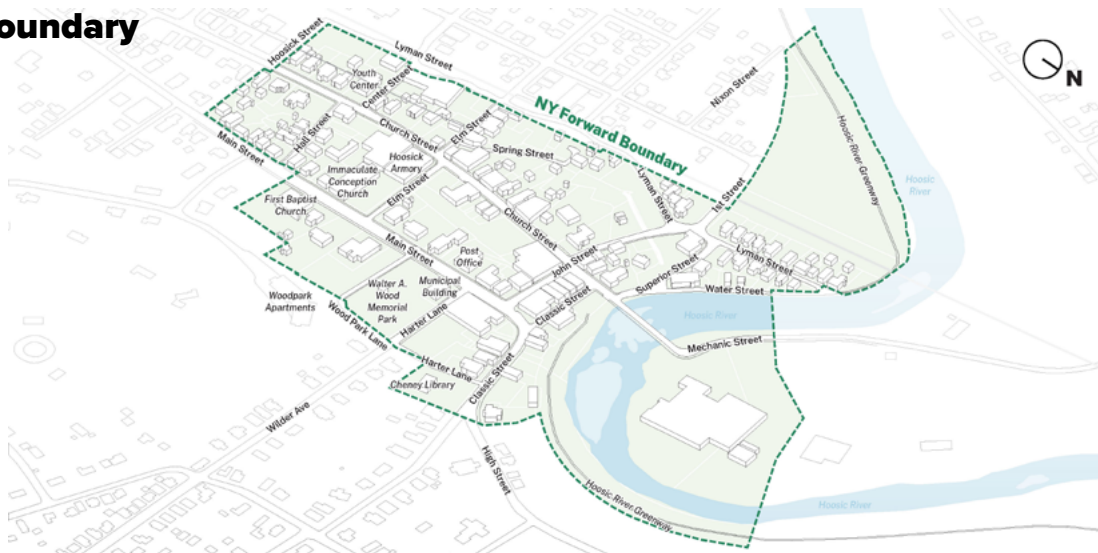 oundary
Hoosick Street
Lyman Street
Youth
Center
Center Street
N
Nixon Street
NY Forward Boundary
Hall Street
Church Street
Elm Street
Spring Street
Main Street
Hoosick
Armory
Immaculate
Conception
Church
Elm Street
Lyman Street
1st Street
Hoosic River Greenway
Hoosic
River
First Baptist
Church
Church Street
Main Street
Post
Office
John Street
Lyman Street
Superior Street
Water Street
Walter A.
Wood
Memorial
Park
Municipal
Building
Classic Street
Woodpark
Apartments
Wood Park Lane
Harter Lane
Hoosic River
Mechanic Street
Harter Lane
Cheney Library
Classic Street
Wilder Ave
High Street
Hoosic River Greenway
Hoosic River